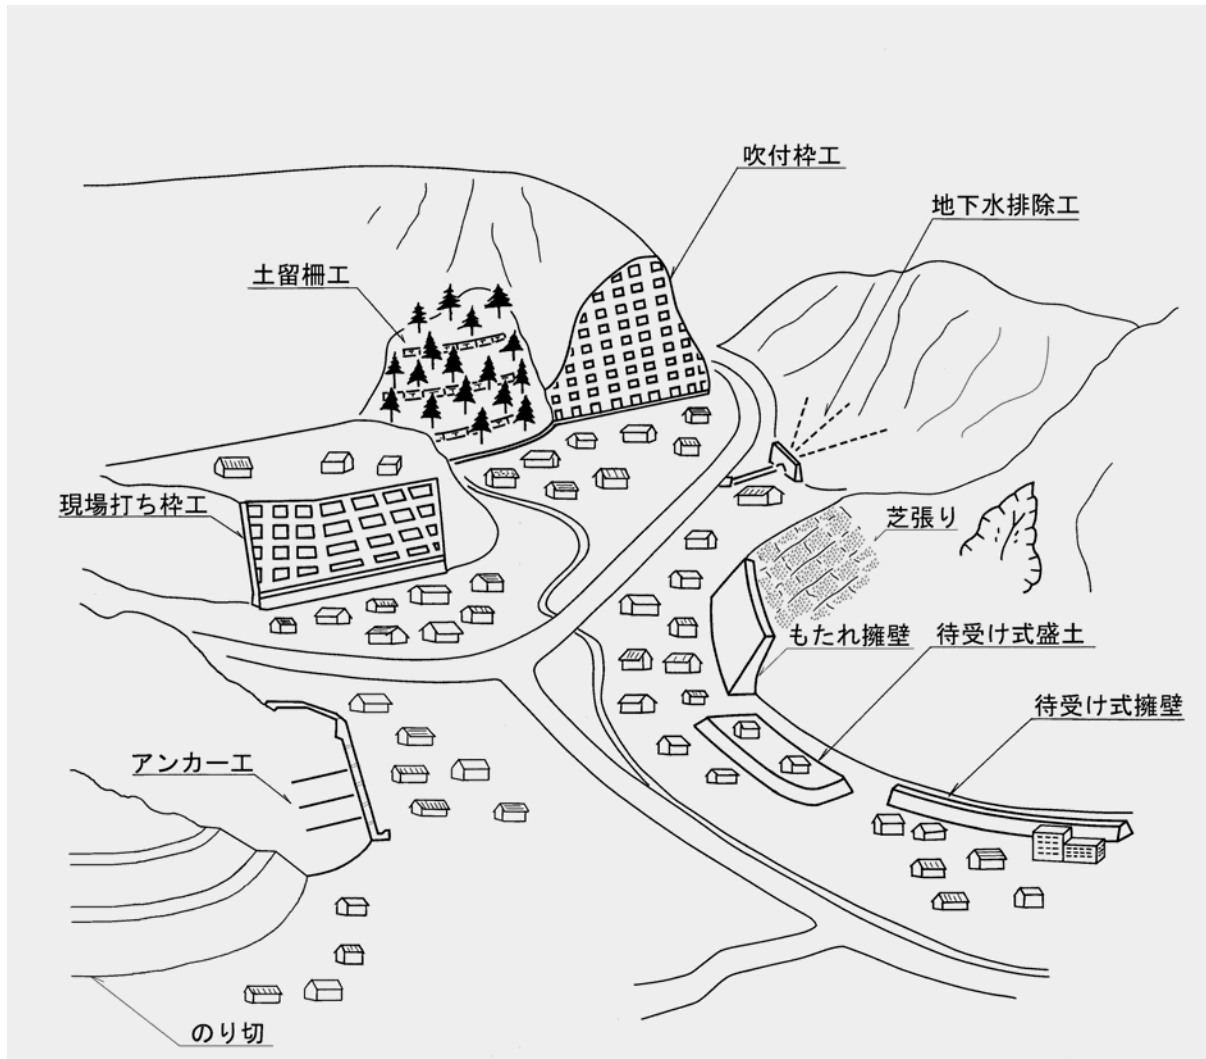 吹付枠工
地下水排除工
土留柵工
現場打ち枠工
芝張り
もたれ擁壁
待受け式盛土
待受け式擁壁
アンカー工
のり切